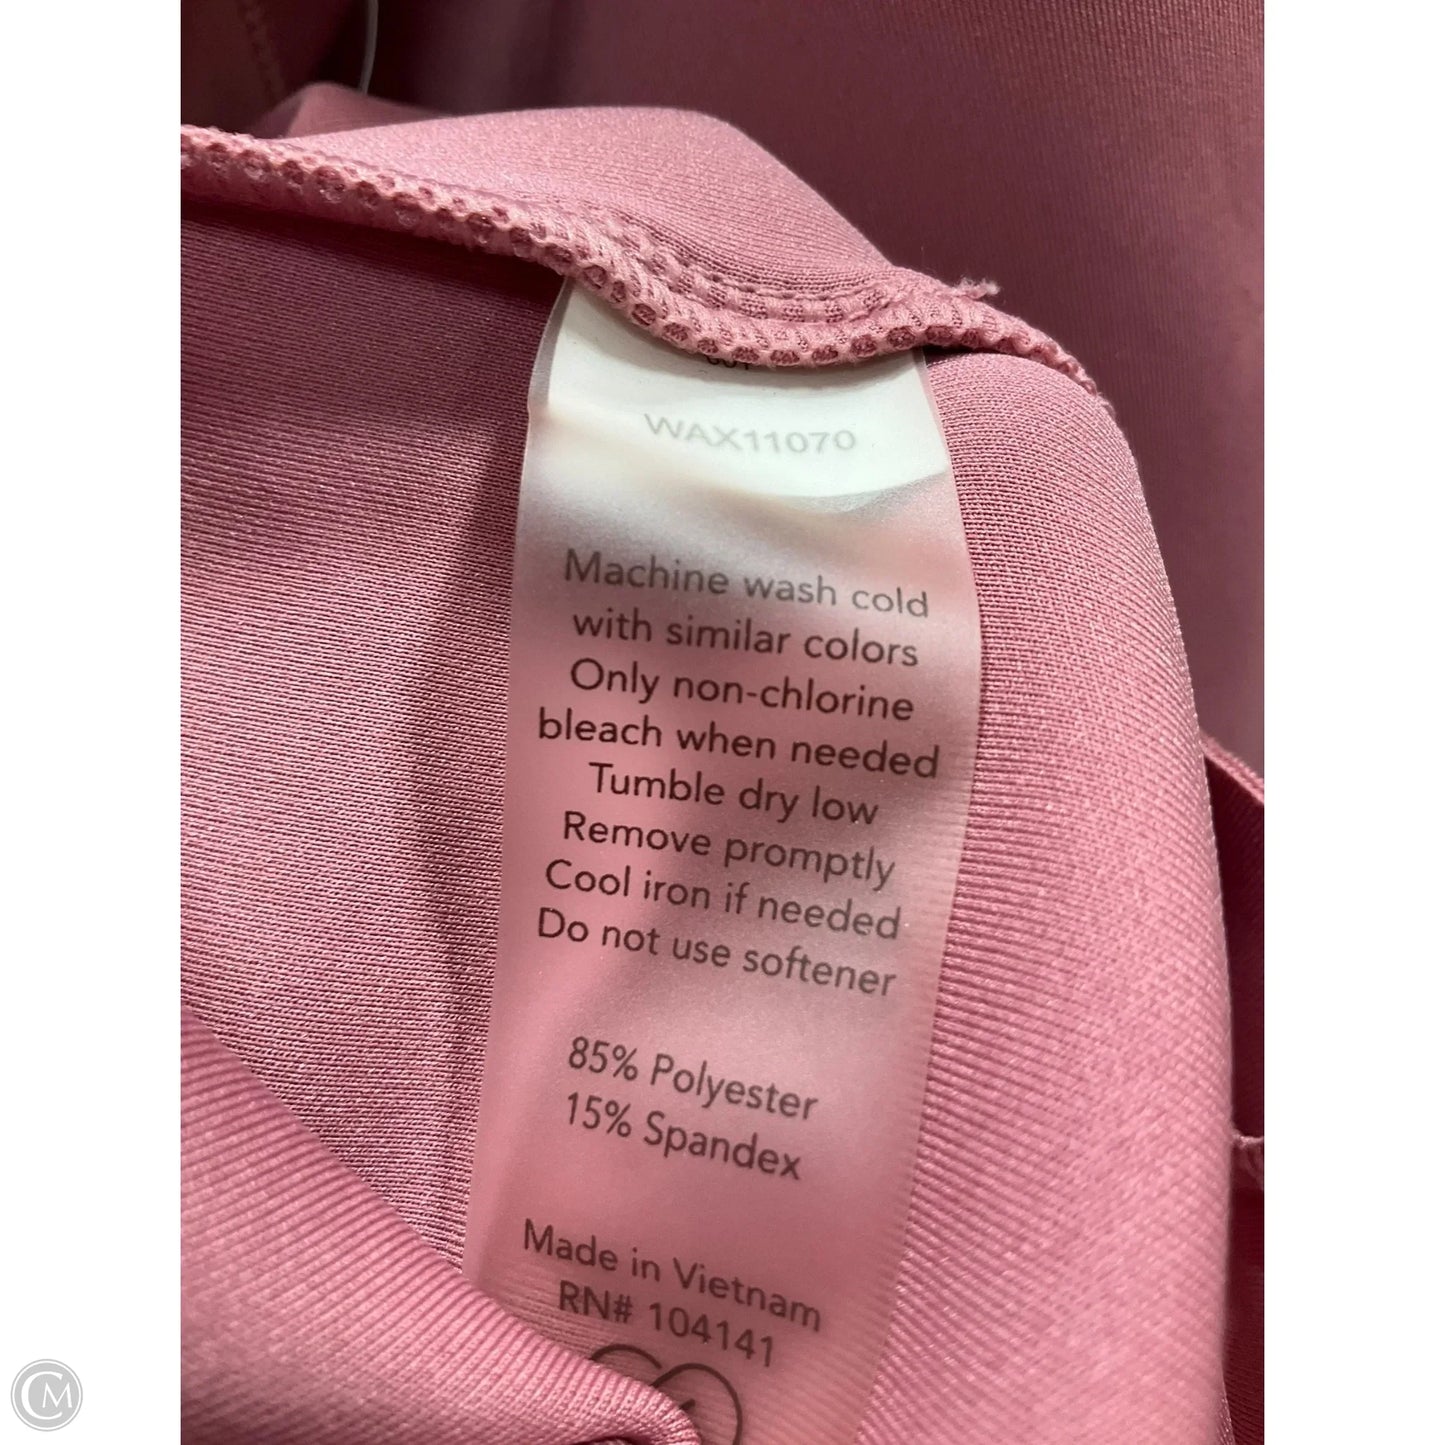 WAX11070
Machine wash cold
with similar colors
Only non-chlorine
bleach when needed
Tumble dry low
Remove promptly
Cool iron if needed
Do not use softener
85% Polyester
15% Spandex
Made in Vietnam
RN# 104141
CM